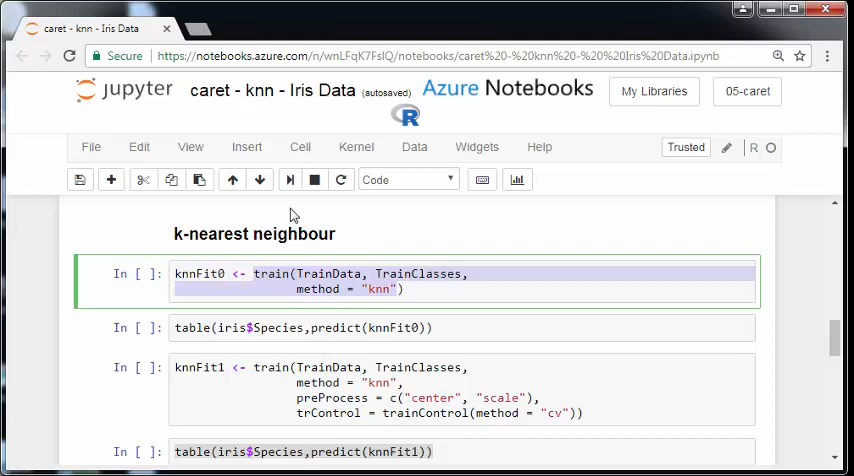 caret - knn - Iris Data
Secure https://notebooks.azure.com/n/wnLFqK7FslQ/notebooks/caret%20-%20knn%20-%20%20Iris%20Data.ipynb
jupyter caret - knn - Iris Data (autosaved) Azure Notebooks My Libraries 05-caret
R
File Edit View Insert Cell Kernel Data Widgets Help Trusted R
Code
k-nearest neighbour
In [ ]: knnFit0 <- train(TrainData, TrainClasses,
method = "knn")
In [ ]: table(iris$Species,predict(knnFit0))
In [ ]: knnFit1 <- train(TrainData, TrainClasses,
method = "knn",
preProcess = c("center", "scale"),
trControl = trainControl(method = "cv"))
In [ ]: table(iris$Species,predict(knnFit1))